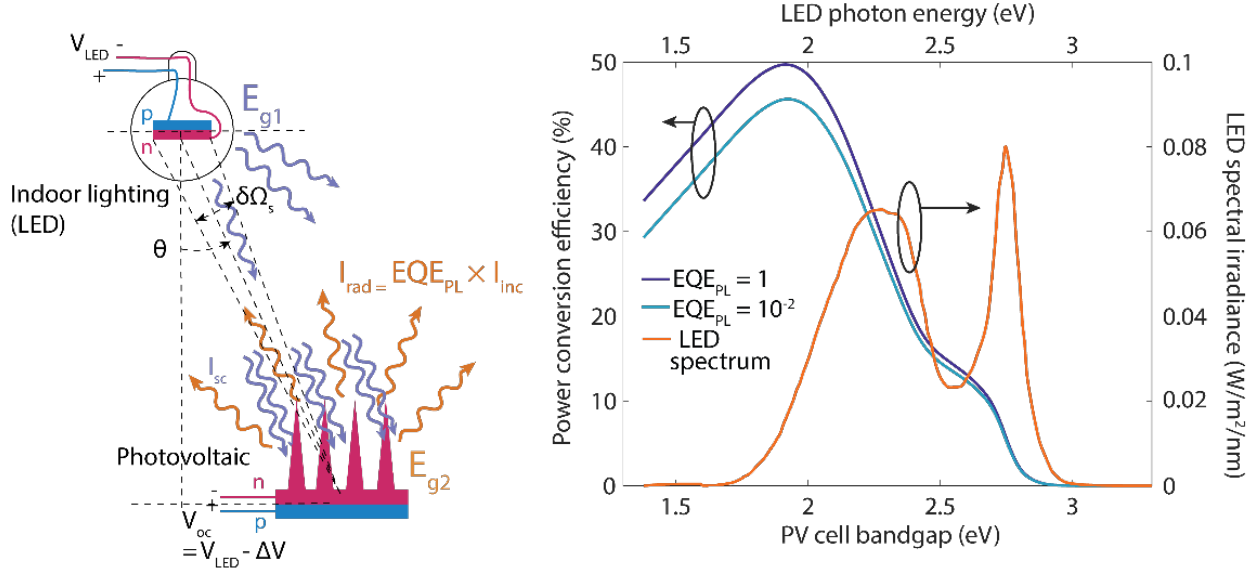 V_LED -
+
p
n
E_g1
Indoor lighting
(LED)
δΩ_s
θ
I_rad = EQE_PL × I_inc
I_sc
Photovoltaic
E_g2
n
-
+
p
V_oc
= V_LED - ΔV
LED photon energy (eV)
1.5 2 2.5 3
50
40
30
20
10
0
Power conversion efficiency (%)
EQE_PL = 1
EQE_PL = 10^-2
LED
spectrum
0.1
0.08
0.06
0.04
0.02
0
LED spectral irradiance (W/m²/nm)
1.5 2 2.5 3
PV cell bandgap (eV)